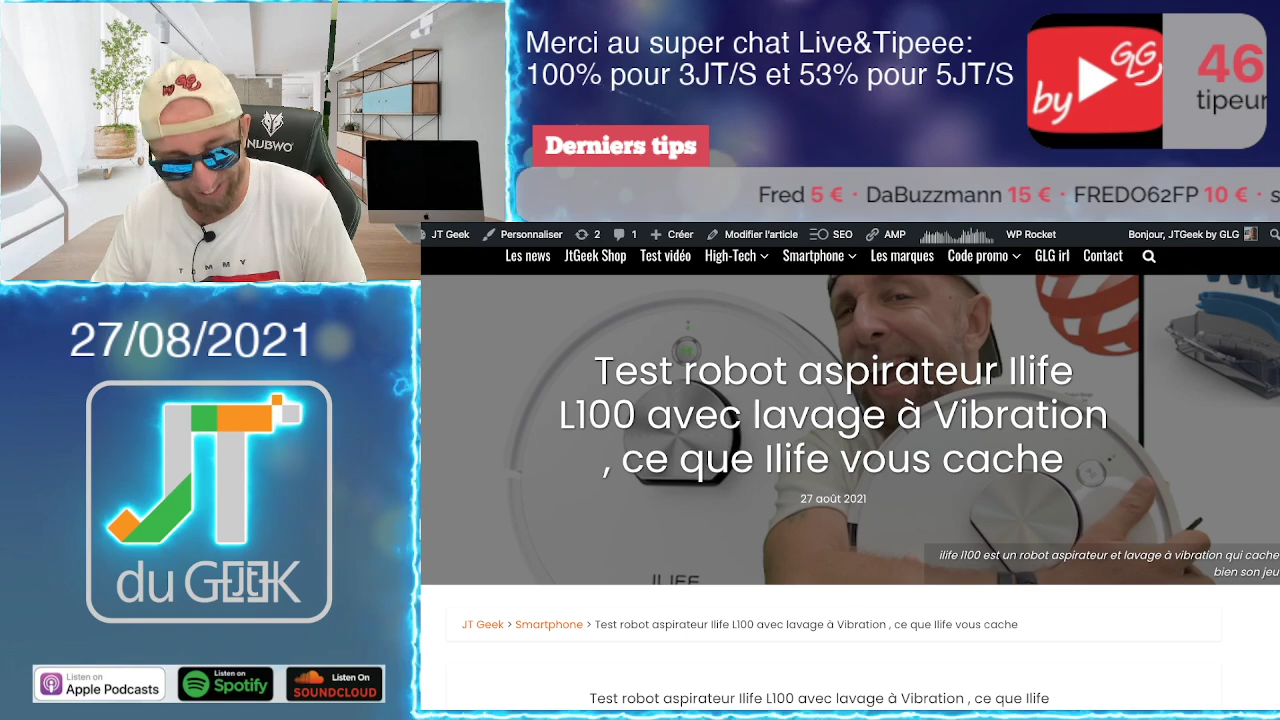 Merci au super chat Live&Tipeee:
100% pour 3JT/S et 53% pour 5JT/S
by GLG
46
tipeur
Derniers tips
Fred 5 € · DaBuzzmann 15 € · FREDO62FP 10 € · s
NUBWO
TOMMY
JT Geek Personnaliser 2 1 Créer Modifier l'article SEO AMP WP Rocket Bonjour, JTGeek by GLG
Les news JtGeek Shop Test vidéo High-Tech Smartphone Les marques Code promo GLG irl Contact
27/08/2021
JT
du GEEK
Test robot aspirateur Ilife
L100 avec lavage à Vibration
, ce que Ilife vous cache
27 août 2021
ilife l100 est un robot aspirateur et lavage à vibration qui cache
bien son jeu
ILIFE
JT Geek > Smartphone > Test robot aspirateur Ilife L100 avec lavage à Vibration , ce que Ilife vous cache
Test robot aspirateur Ilife L100 avec lavage à Vibration , ce que Ilife
Listen on
Apple Podcasts
Listen on
Spotify
Listen On
SOUNDCLOUD